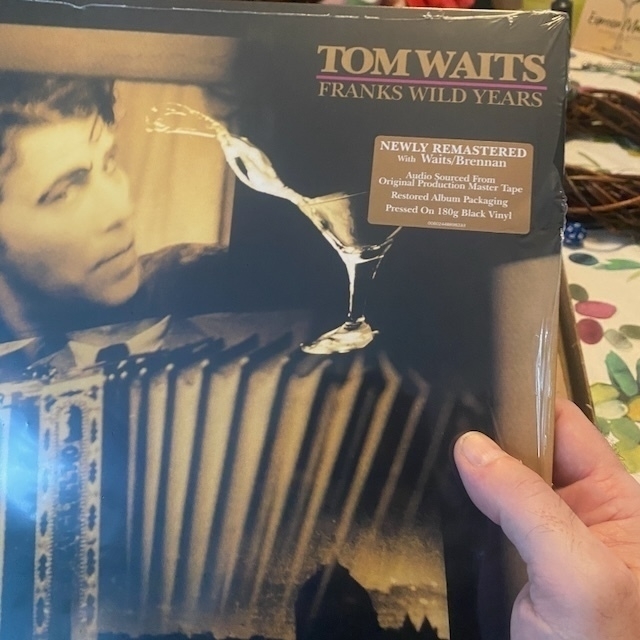 TOM WAITS
FRANKS WILD YEARS
NEWLY REMASTERED
With Waits/Brennan
Audio Sourced From
Original Production Master Tape
Restored Album Packaging
Pressed On 180g Black Vinyl